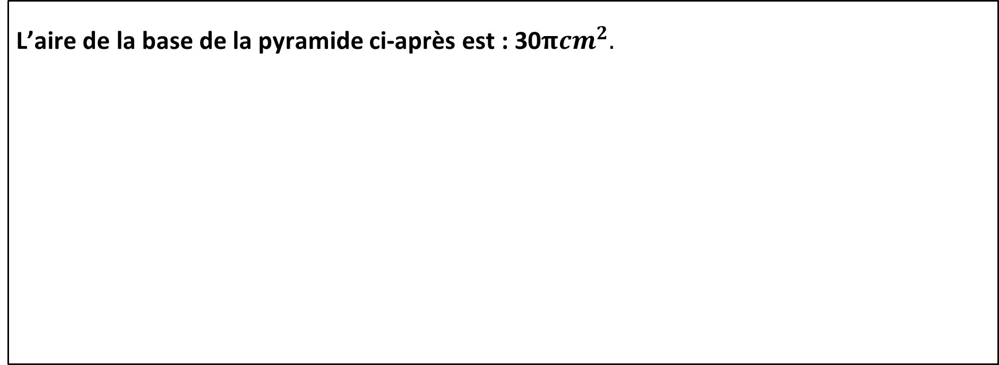 L’aire de la base de la pyramide ci-après est : 30πcm².